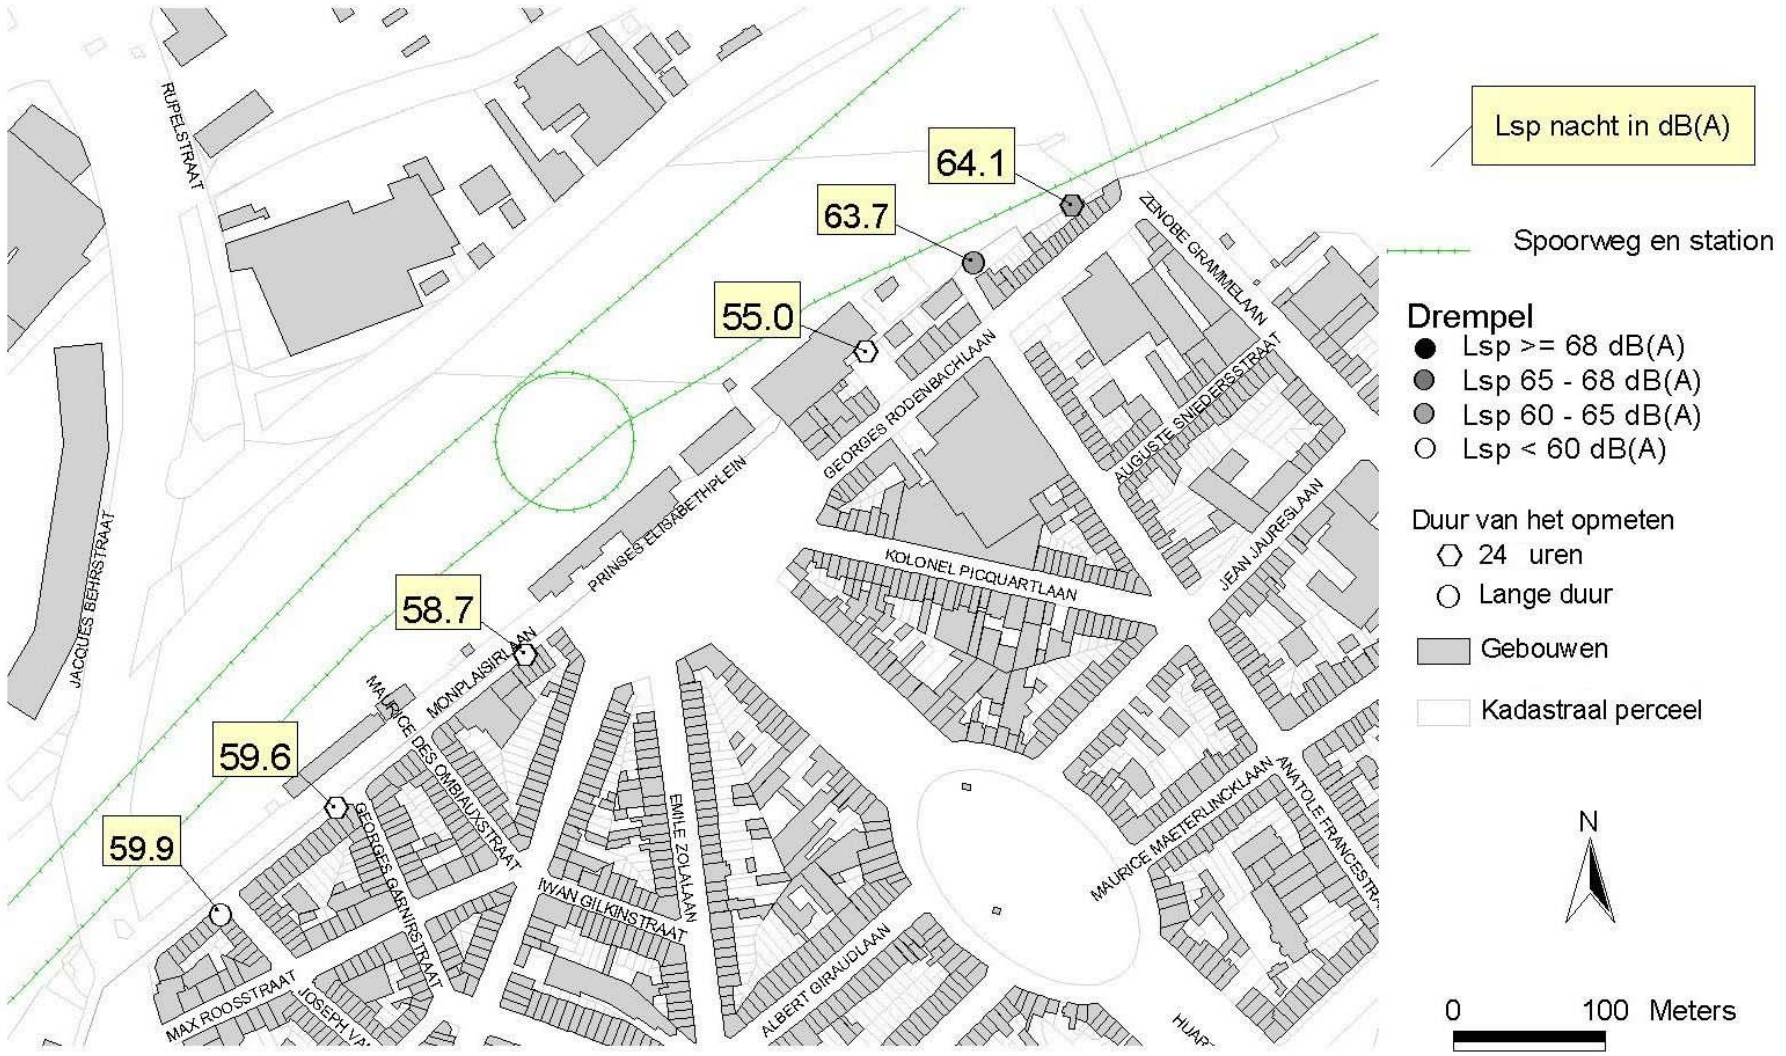 RUPELSTRAAT
64.1
63.7
55.0
58.7
59.6
59.9
ZENOBE GRAMMELAAN
GEORGES RODENBACHLAAN
AUGUSTE SNIEDERSSTRAAT
PRINSES ELISABETHPLEIN
JEAN JAURESLAAN
KOLONEL PICQUARTLAAN
JACQUES BEHRSTRAAT
MONPLAISIRLAAN
MAURICE DES OMBIAUXSTRAAT
GEORGES GARNIRSTRAAT
EMILE ZOLALAAN
IWAN GILKINSTRAAT
MAURICE MAETERLINCKLAAN
ANATOLE FRANCESTRA
ALBERT GIRAUDLAAN
MAX ROOSSTRAAT
JOSEPH VA
HUAR
Lsp nacht in dB(A)
Spoorweg en station
Drempel
Lsp >= 68 dB(A)
Lsp 65 - 68 dB(A)
Lsp 60 - 65 dB(A)
Lsp < 60 dB(A)
Duur van het opmeten
24 uren
Lange duur
Gebouwen
Kadastraal perceel
N
0 100 Meters